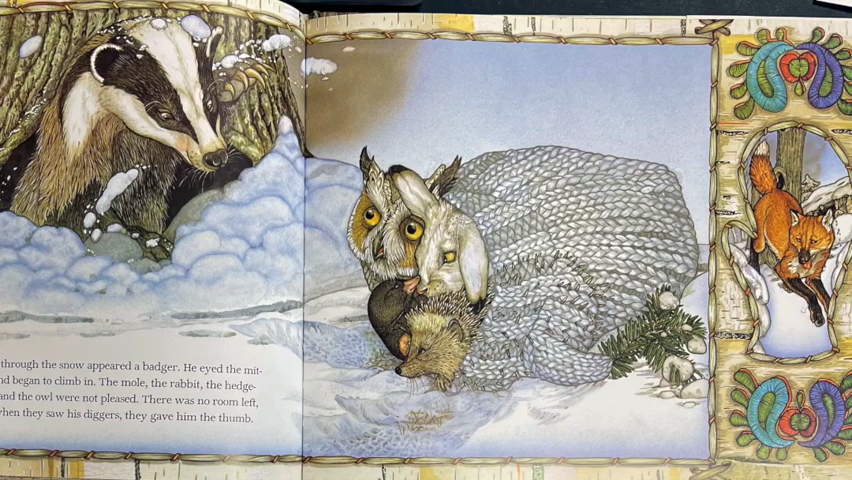 through the snow appeared a badger. He eyed the mit-
nd began to climb in. The mole, the rabbit, the hedge-
and the owl were not pleased. There was no room left,
when they saw his diggers, they gave him the thumb.